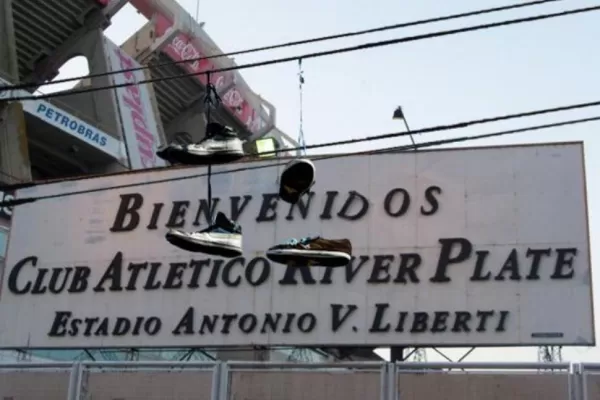 PETROBRAS
BIENVENIDOS
CLUB ATLETICO RIVER PLATE
ESTADIO ANTONIO V. LIBERTI